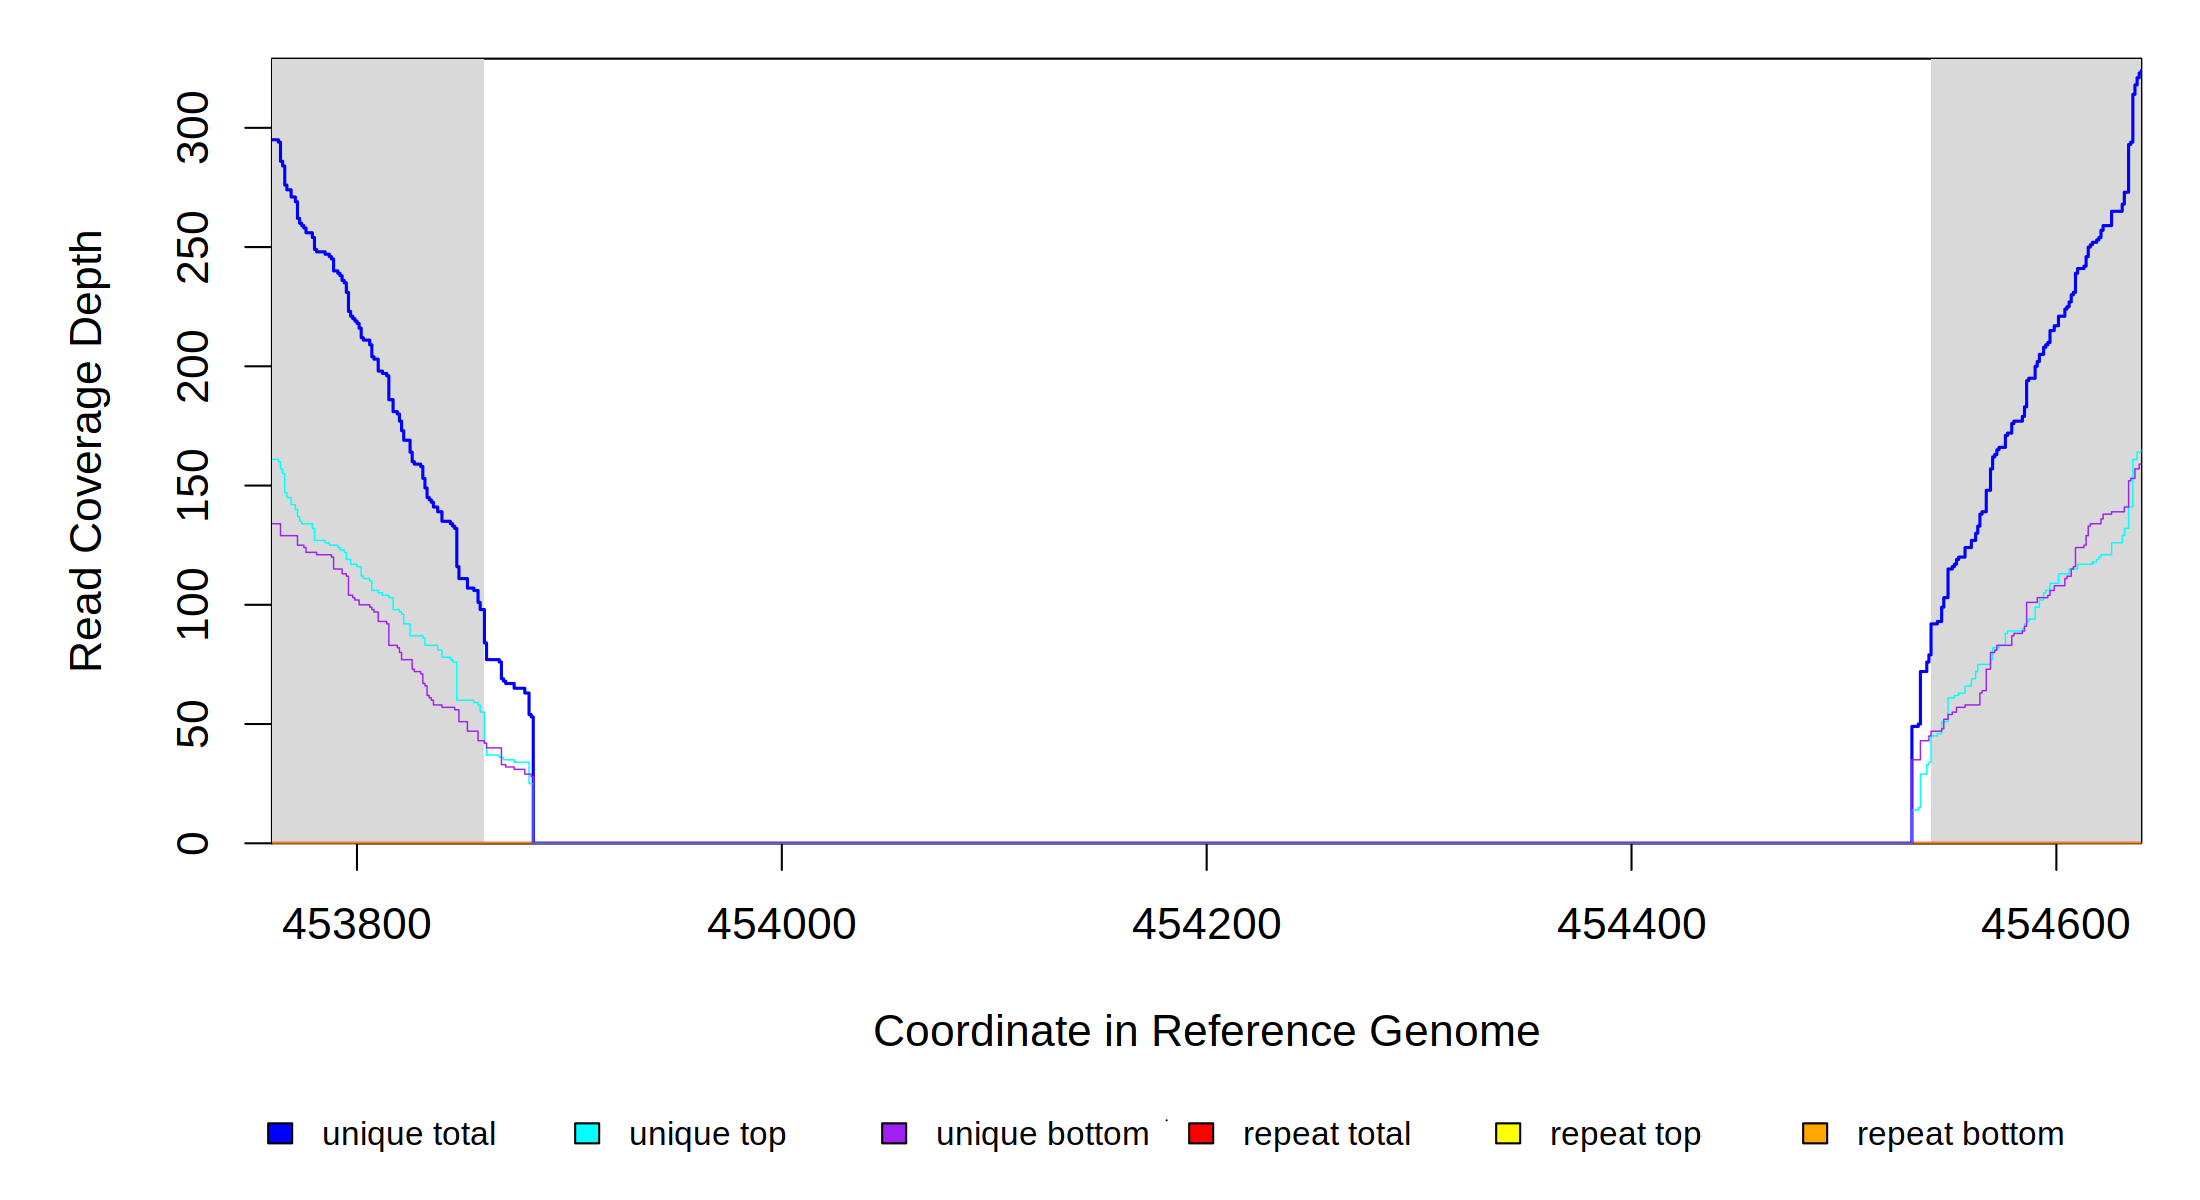 Read Coverage Depth
300
250
200
150
100
50
0
453800 454000 454200 454400 454600
Coordinate in Reference Genome
unique total unique top unique bottom repeat total repeat top repeat bottom